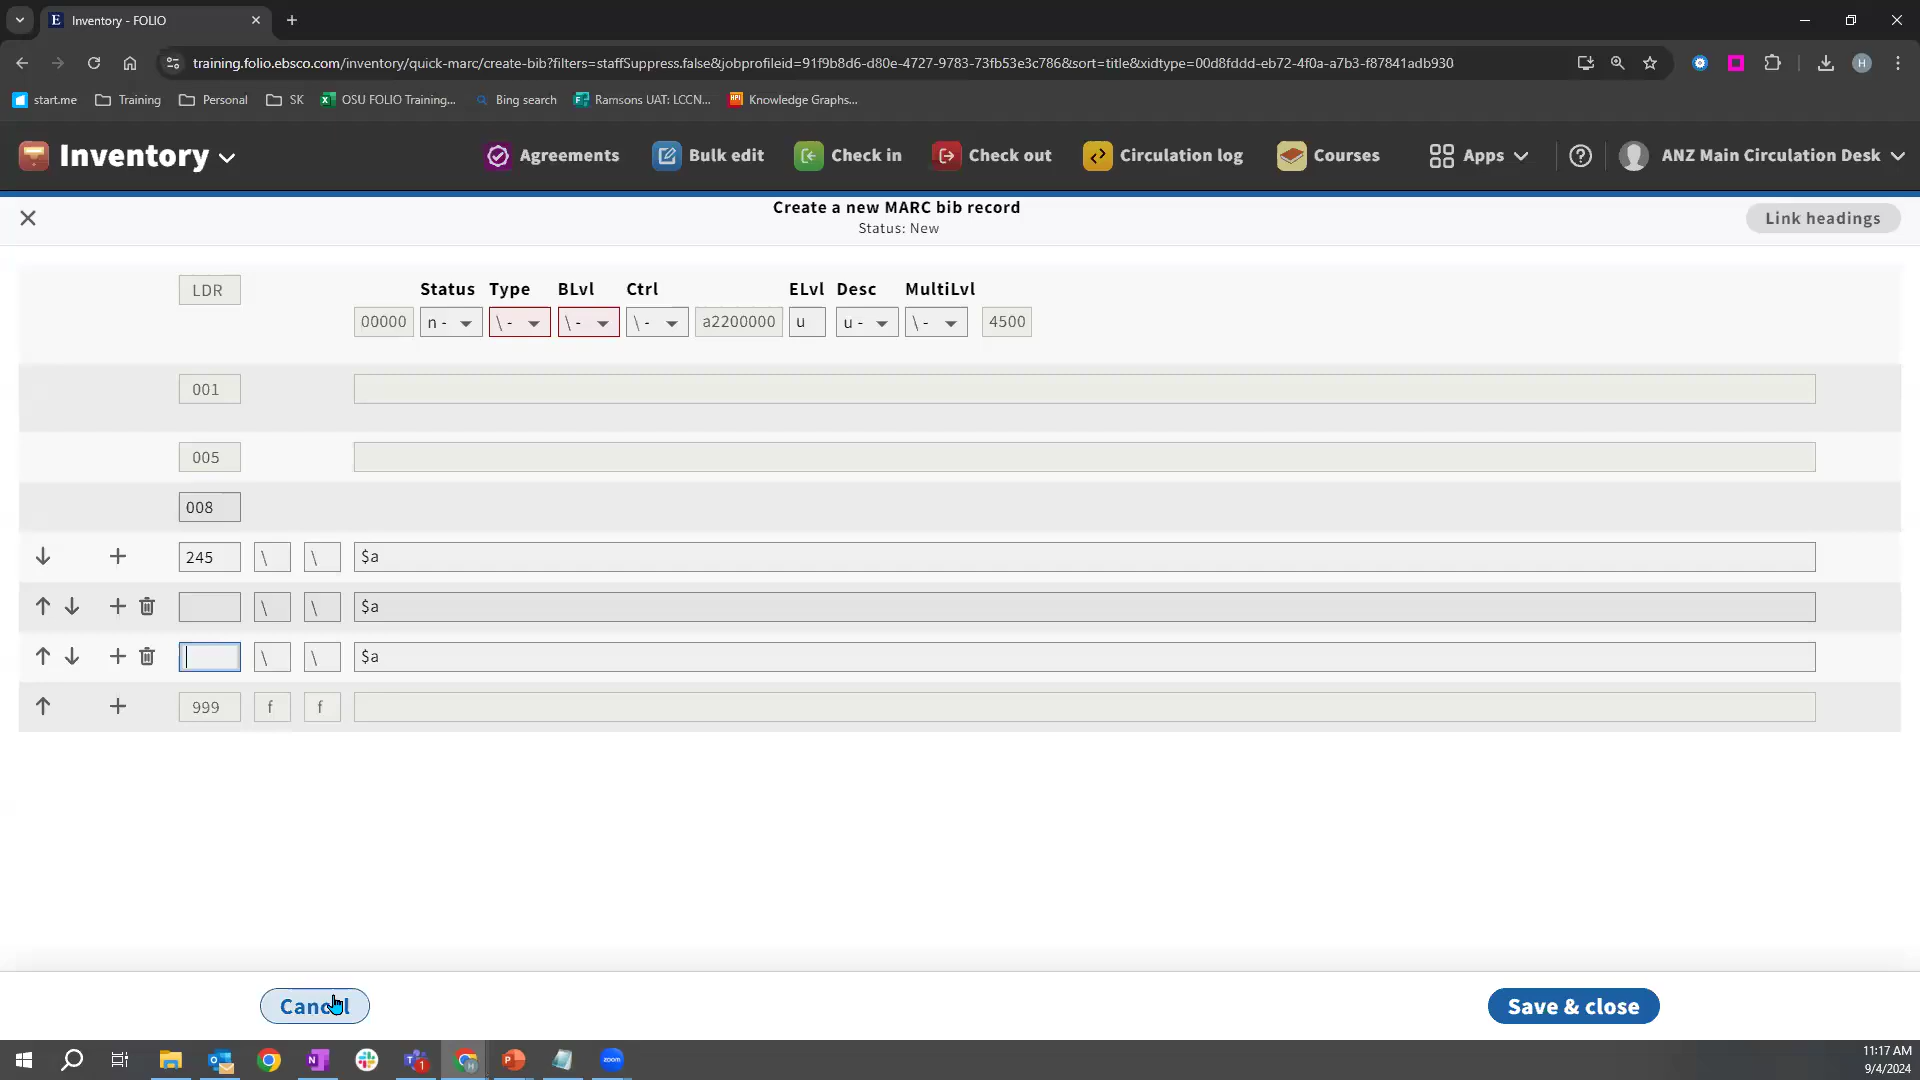 E Inventory - FOLIO
training.folio.ebsco.com/inventory/quick-marc/create-bib?filters=staffSuppress.false&jobprofileid=91f9b8d6-d80e-4727-9783-73fb53e3c786&sort=title&xidtype=00d8fddd-eb72-4f0a-a7b3-f87841adb930
H
start.me Training Personal SK OSU FOLIO Training... Bing search Ramsons UAT: LCCN... Knowledge Graphs...
Inventory Agreements Bulk edit Check in Check out Circulation log Courses Apps ANZ Main Circulation Desk
Create a new MARC bib record
Status: New
Link headings
LDR
Status Type BLvl Ctrl ELvl Desc MultiLvl
00000 n - \ - \ - \ - a2200000 u u - \ - 4500
001
005
008
245 \ \ $a
\ \ $a
\ \ $a
999 f f
Cancel Save & close
11:17 AM
9/4/2024